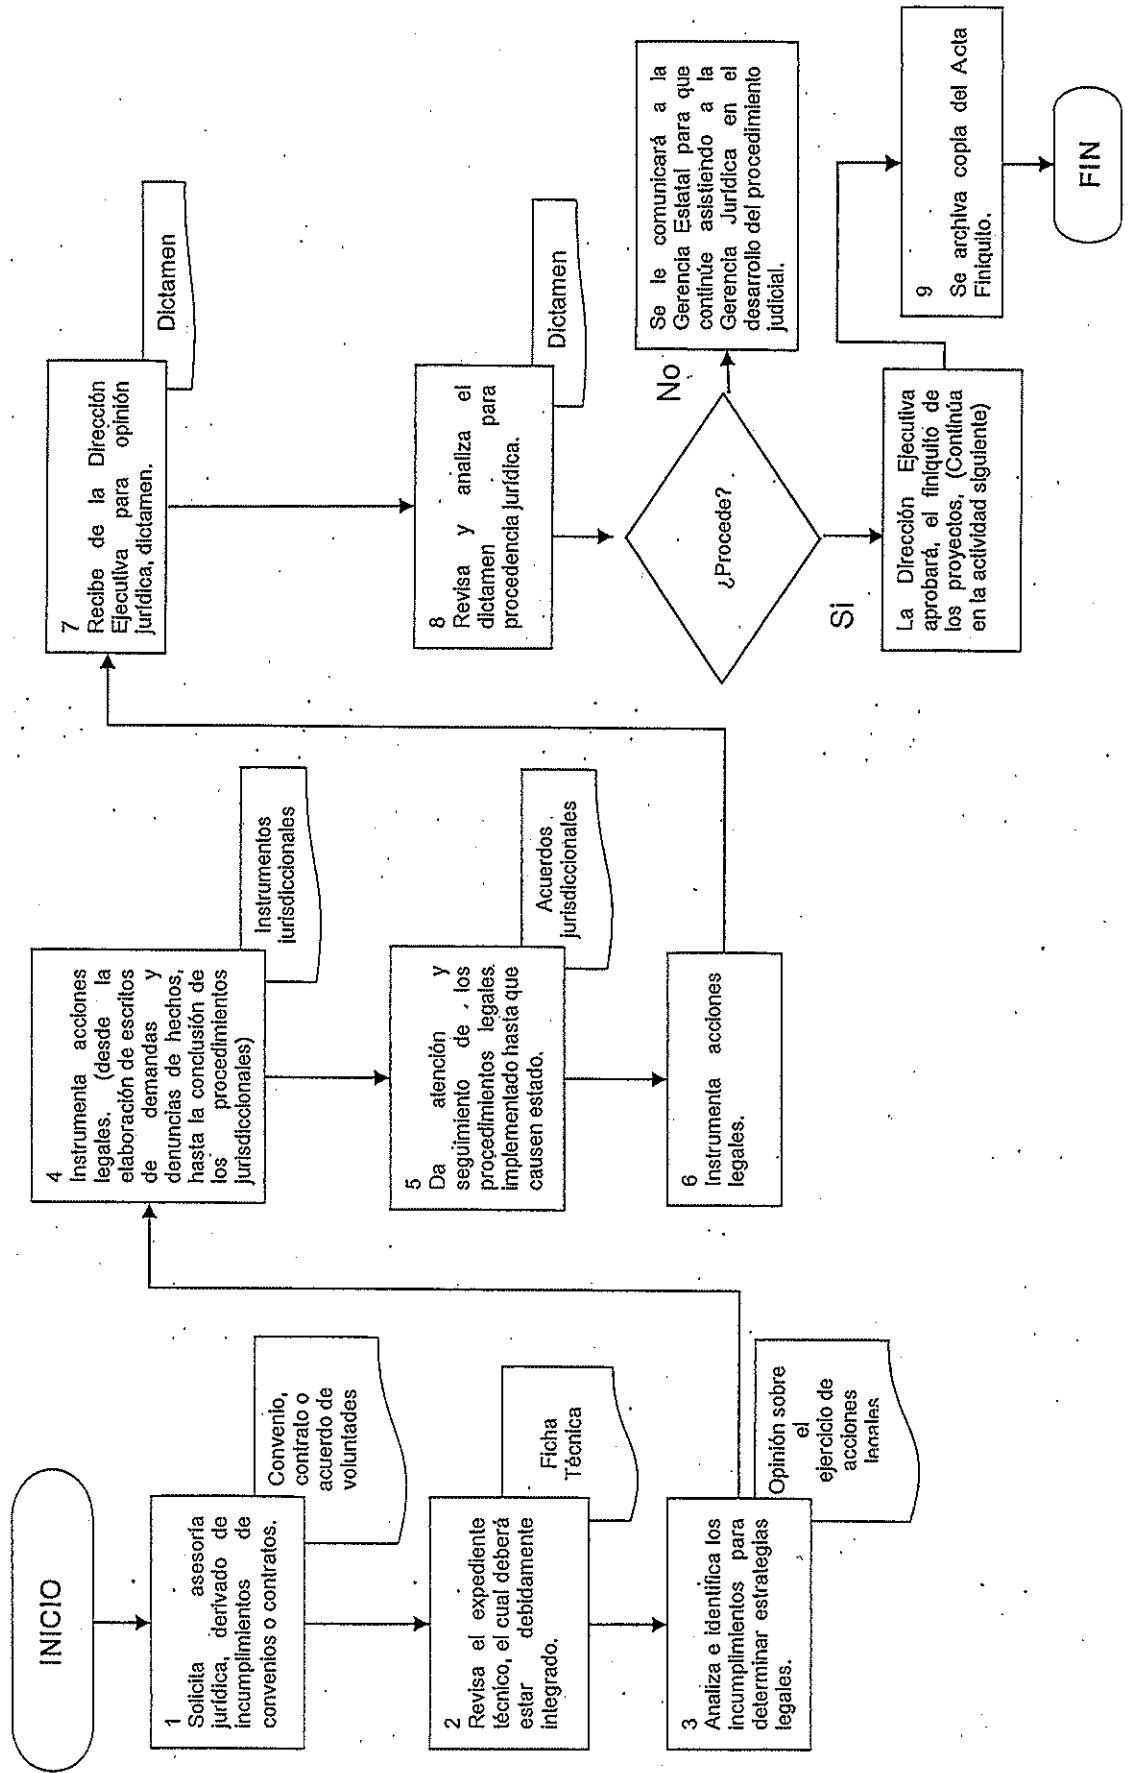 INICIO
1
Solicita asesoría
jurídica, derivado de
incumplimientos de
convenios o contratos.
Convenio,
contrato o
acuerdo de
voluntades
2
Revisa el expediente
técnico, el cual deberá
estar debidamente
integrado.
Ficha
Técnica
3
Analiza e identifica los
incumplimientos para
determinar estrategias
legales.
Opinión sobre
el
ejercicio de
acciones
legales
4
Instrumenta acciones
legales. (desde la
elaboración de escritos
de demandas y
denuncias de hechos,
hasta la conclusión de
los procedimientos
jurisdiccionales)
Instrumentos
jurisdiccionales
5
Da atención y
seguimiento de los
procedimientos legales.
implementado hasta que
causen estado.
Acuerdos
jurisdiccionales
6
Instrumenta acciones
legales.
7
Recibe de la Dirección
Ejecutiva para opinión
jurídica, dictamen.
Dictamen
8
Revisa y analiza el
dictamen para
procedencia jurídica.
Dictamen
¿Procede?
No
Se le comunicará a la
Gerencia Estatal para que
continúe asistiendo a la
Gerencia Jurídica en el
desarrollo del procedimiento
judicial.
Si
La Dirección Ejecutiva
aprobará, el finiquito de
los proyectos, (Continúa
en la actividad siguiente)
9
Se archiva copia del Acta
Finiquito.
FIN